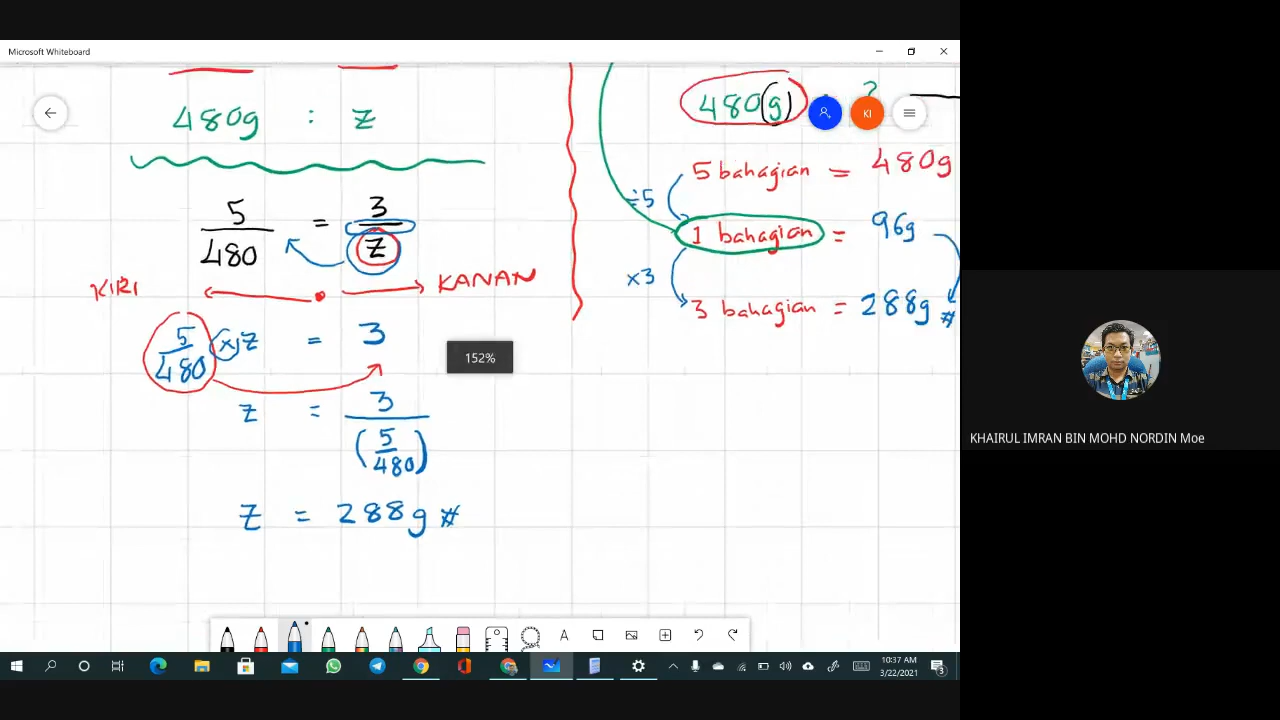 Microsoft Whiteboard
480g : z
5/480 = 3/z
KIRI
KANAN
5/480 x z = 3
z = 3/(5/480)
z = 288g #
152%
480(g) = ?
KI
5 bahagian = 480g
÷5
1 bahagian = 96g
x3
3 bahagian = 288g #
KHAIRUL IMRAN BIN MOHD NORDIN Moe
A
10:37 AM
3/22/2021
3